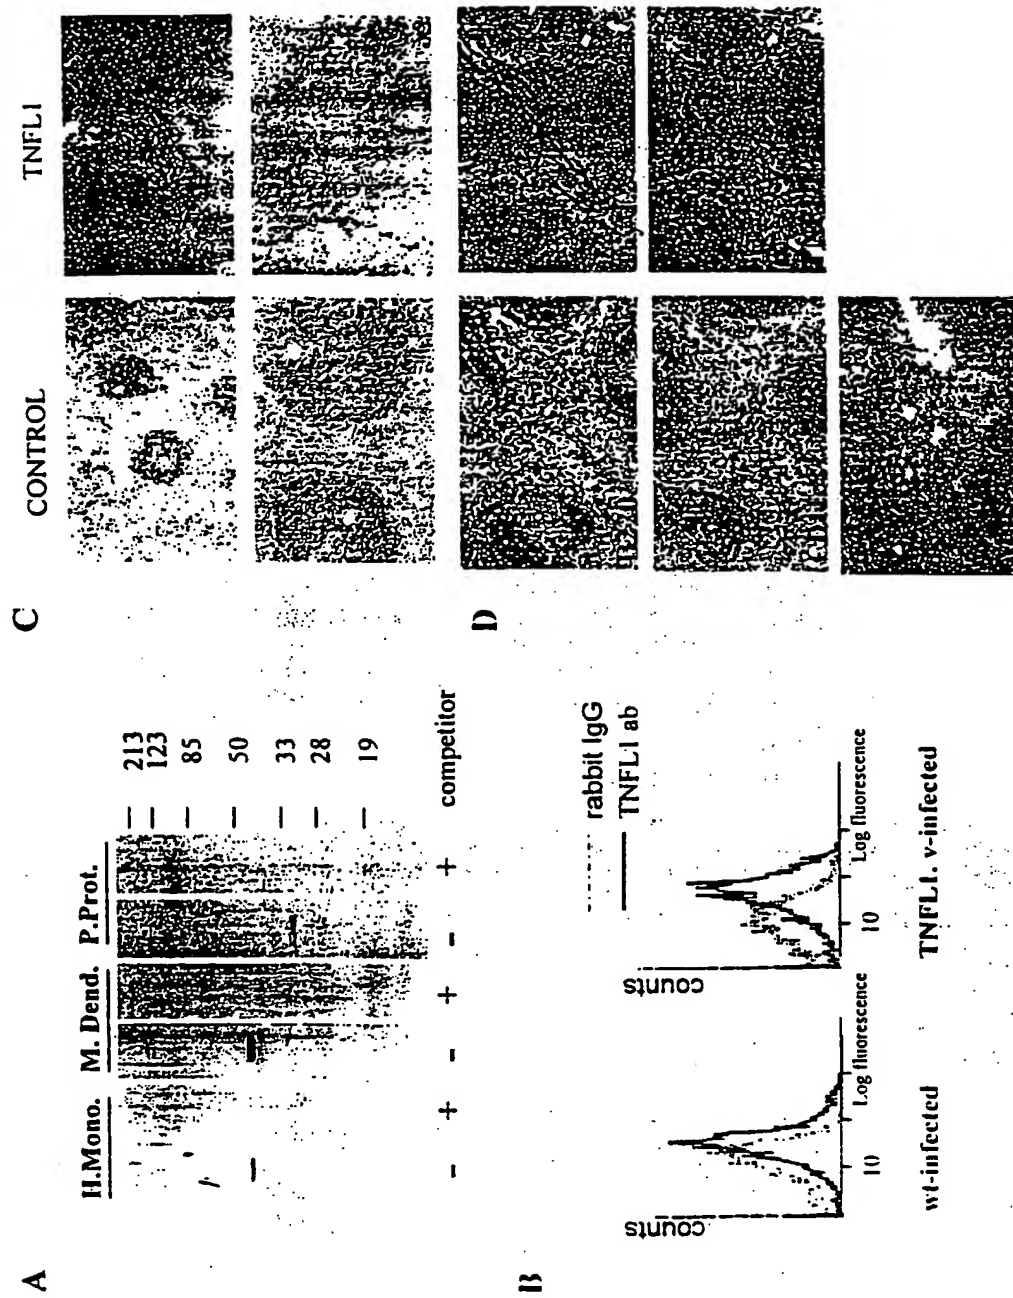 A
H.Mono. M. Dend. P.Prot.
213
123
85
50
33
28
19
- + - + - + competitor
B
rabbit IgG
TNFL1 ab
counts
10
Log fluorescence
wt-infected
counts
10
Log fluorescence
TNFL1. v-infected
C
CONTROL TNFL1
D